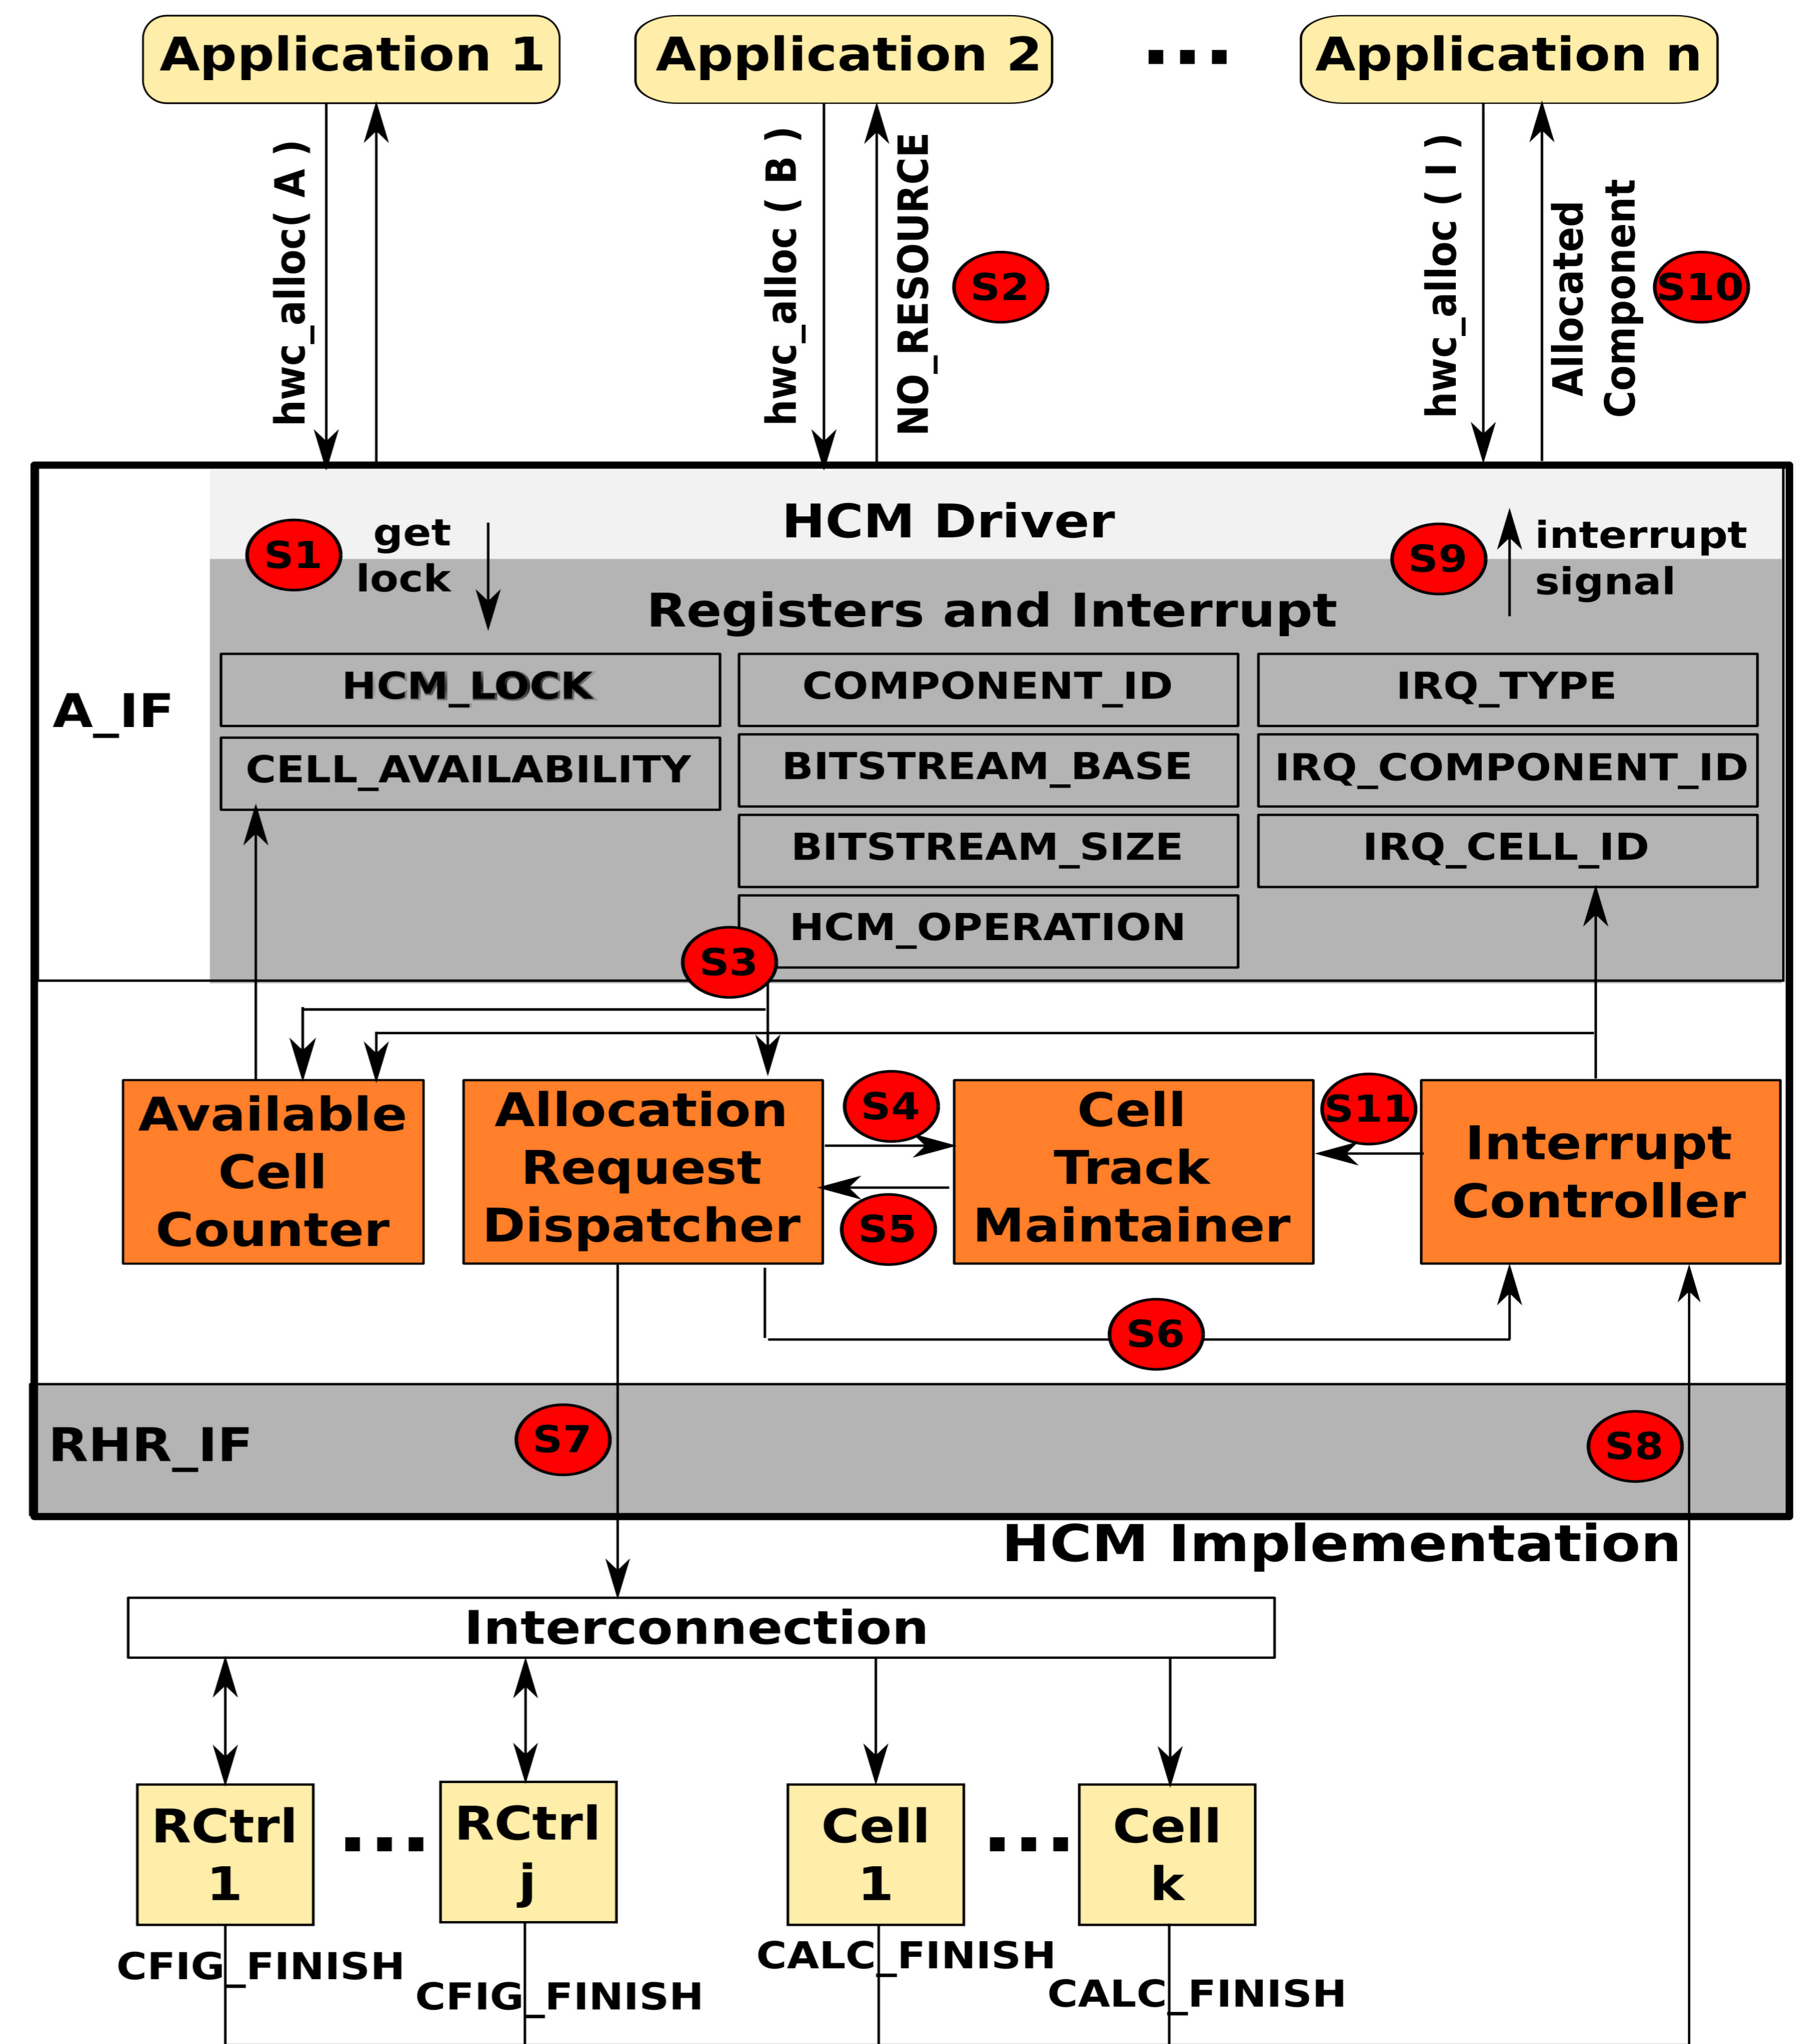 Application 1
Application 2
...
Application n
hwc_alloc( A )
hwc_alloc ( B )
NO_RESOURCE
S2
hwc_alloc ( I )
Allocated
Component
S10
HCM Driver
S1
get
lock
S9
interrupt
signal
Registers and Interrupt
A_IF
HCM_LOCK
COMPONENT_ID
IRQ_TYPE
CELL_AVAILABILITY
BITSTREAM_BASE
IRQ_COMPONENT_ID
BITSTREAM_SIZE
IRQ_CELL_ID
HCM_OPERATION
S3
Available
Cell
Counter
Allocation
Request
Dispatcher
S4
S5
Cell
Track
Maintainer
S11
Interrupt
Controller
S6
RHR_IF
S7
S8
HCM Implementation
Interconnection
RCtrl
1
...
RCtrl
j
Cell
1
...
Cell
k
CFIG_FINISH
CFIG_FINISH
CALC_FINISH
CALC_FINISH